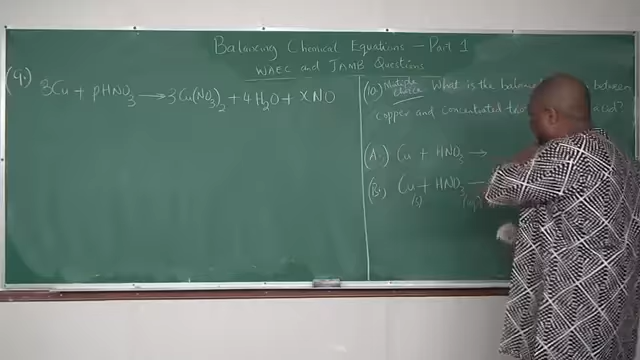 Balancing Chemical Equations - Part 1
WAEC and JAMB Questions
(9.) 3Cu + pHNO₃ → 3Cu(NO₃)₂ + 4H₂O + XNO
(10.) Multiple choice What is the between
copper and concentrated acid?
(A.) Cu + HNO₃ →
(B.) Cu(s) + HNO₃